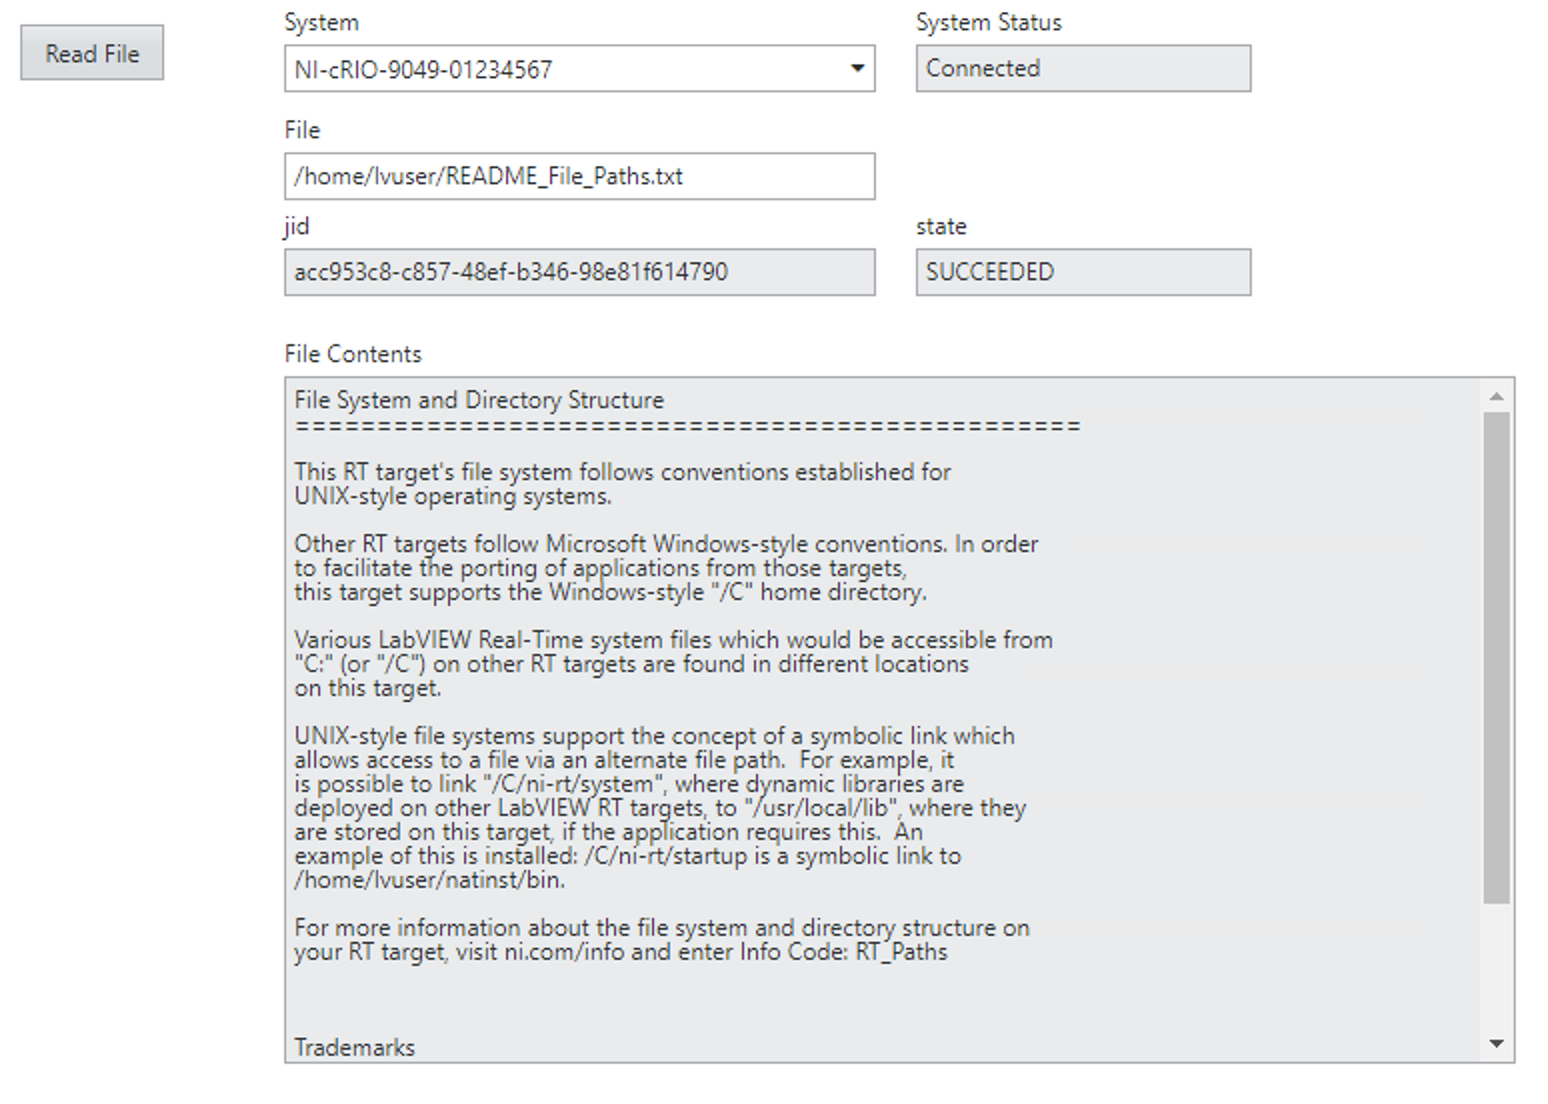 Read File
System
NI-cRIO-9049-01234567
System Status
Connected
File
/home/lvuser/README_File_Paths.txt
jid
acc953c8-c857-48ef-b346-98e81f614790
state
SUCCEEDED
File Contents
File System and Directory Structure
================================================
This RT target's file system follows conventions established for
UNIX-style operating systems.
Other RT targets follow Microsoft Windows-style conventions. In order
to facilitate the porting of applications from those targets,
this target supports the Windows-style "/C" home directory.
Various LabVIEW Real-Time system files which would be accessible from
"C:" (or "/C") on other RT targets are found in different locations
on this target.
UNIX-style file systems support the concept of a symbolic link which
allows access to a file via an alternate file path.  For example, it
is possible to link "/C/ni-rt/system", where dynamic libraries are
deployed on other LabVIEW RT targets, to "/usr/local/lib", where they
are stored on this target, if the application requires this.  An
example of this is installed: /C/ni-rt/startup is a symbolic link to
/home/lvuser/natinst/bin.
For more information about the file system and directory structure on
your RT target, visit ni.com/info and enter Info Code: RT_Paths
Trademarks